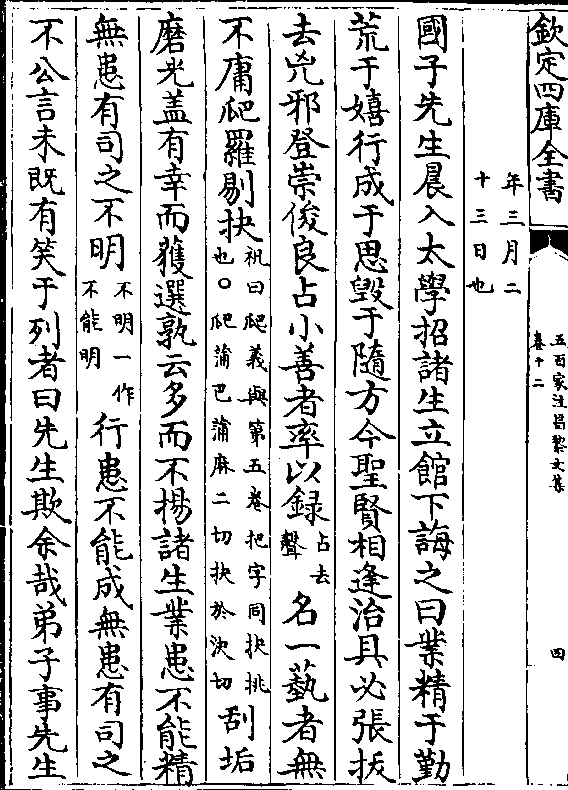 欽定四庫全書
五百家注昌黎文集
卷十二
四
年三月二
十三日也
國子先生晨入太學招諸生立館下誨之曰業精于勤
荒于嬉行成于思毀于隨方今聖賢相逢治具必張拔
去兇邪登崇俊良占小善者率以録占去聲名一藝者無
不庸爬羅剔抉祝曰爬義與第五卷把字同抉挑也○爬蒲巴蒲麻二切抉於決切刮垢
磨光盖有幸而獲選孰云多而不揚諸生業患不能精
無患有司之不明不明一作不能明行患不能成無患有司之
不公言未既有笑于列者曰先生欺余哉弟子事先生